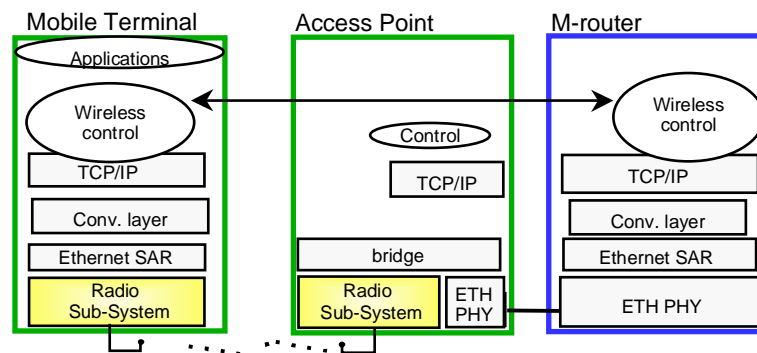 Mobile Terminal
Access Point
M-router
Applications
Wireless
control
TCP/IP
Conv. layer
Ethernet SAR
Radio
Sub-System
Control
TCP/IP
bridge
Radio
Sub-System
ETH
PHY
Wireless
control
TCP/IP
Conv. layer
Ethernet SAR
ETH PHY